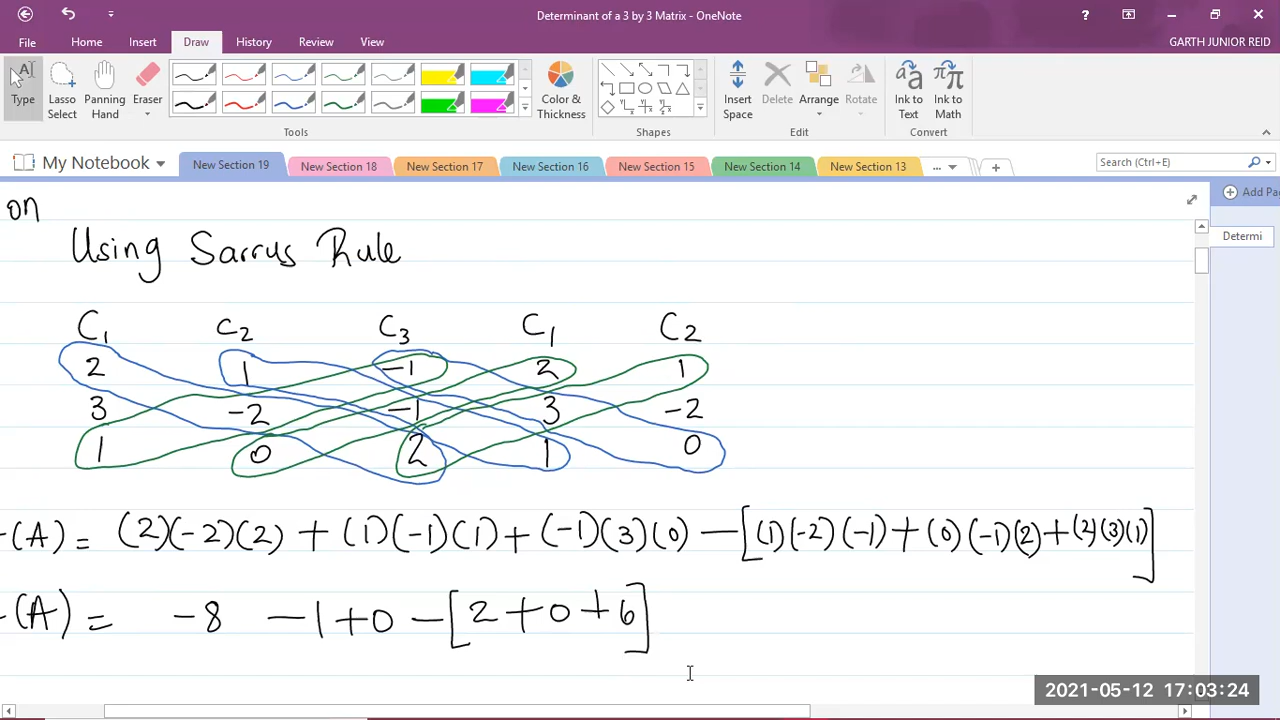 Determinant of a 3 by 3 Matrix - OneNote
?
File Home Insert Draw History Review View
GARTH JUNIOR REID
Type
Lasso Select
Panning Hand
Eraser
Color & Thickness
Insert Space
Delete
Arrange
Rotate
Ink to Text
Ink to Math
Tools
Shapes
Edit
Convert
My Notebook
New Section 19
New Section 18
New Section 17
New Section 16
New Section 15
New Section 14
New Section 13
...
Search (Ctrl+E)
Add Pa
Determi
on
Using Sarrus Rule
C₁ C₂ C₃ C₁ C₂
2 1 -1 2 1
3 -2 -1 3 -2
1 0 2 1 0
(A) = (2)(-2)(2) + (1)(-1)(1) + (-1)(3)(0) - [(1)(-2)(-1) + (0)(-1)(2) + (2)(3)(1)]
(A) = -8 -1+0 - [2+0+6]
2021-05-12 17:03:24